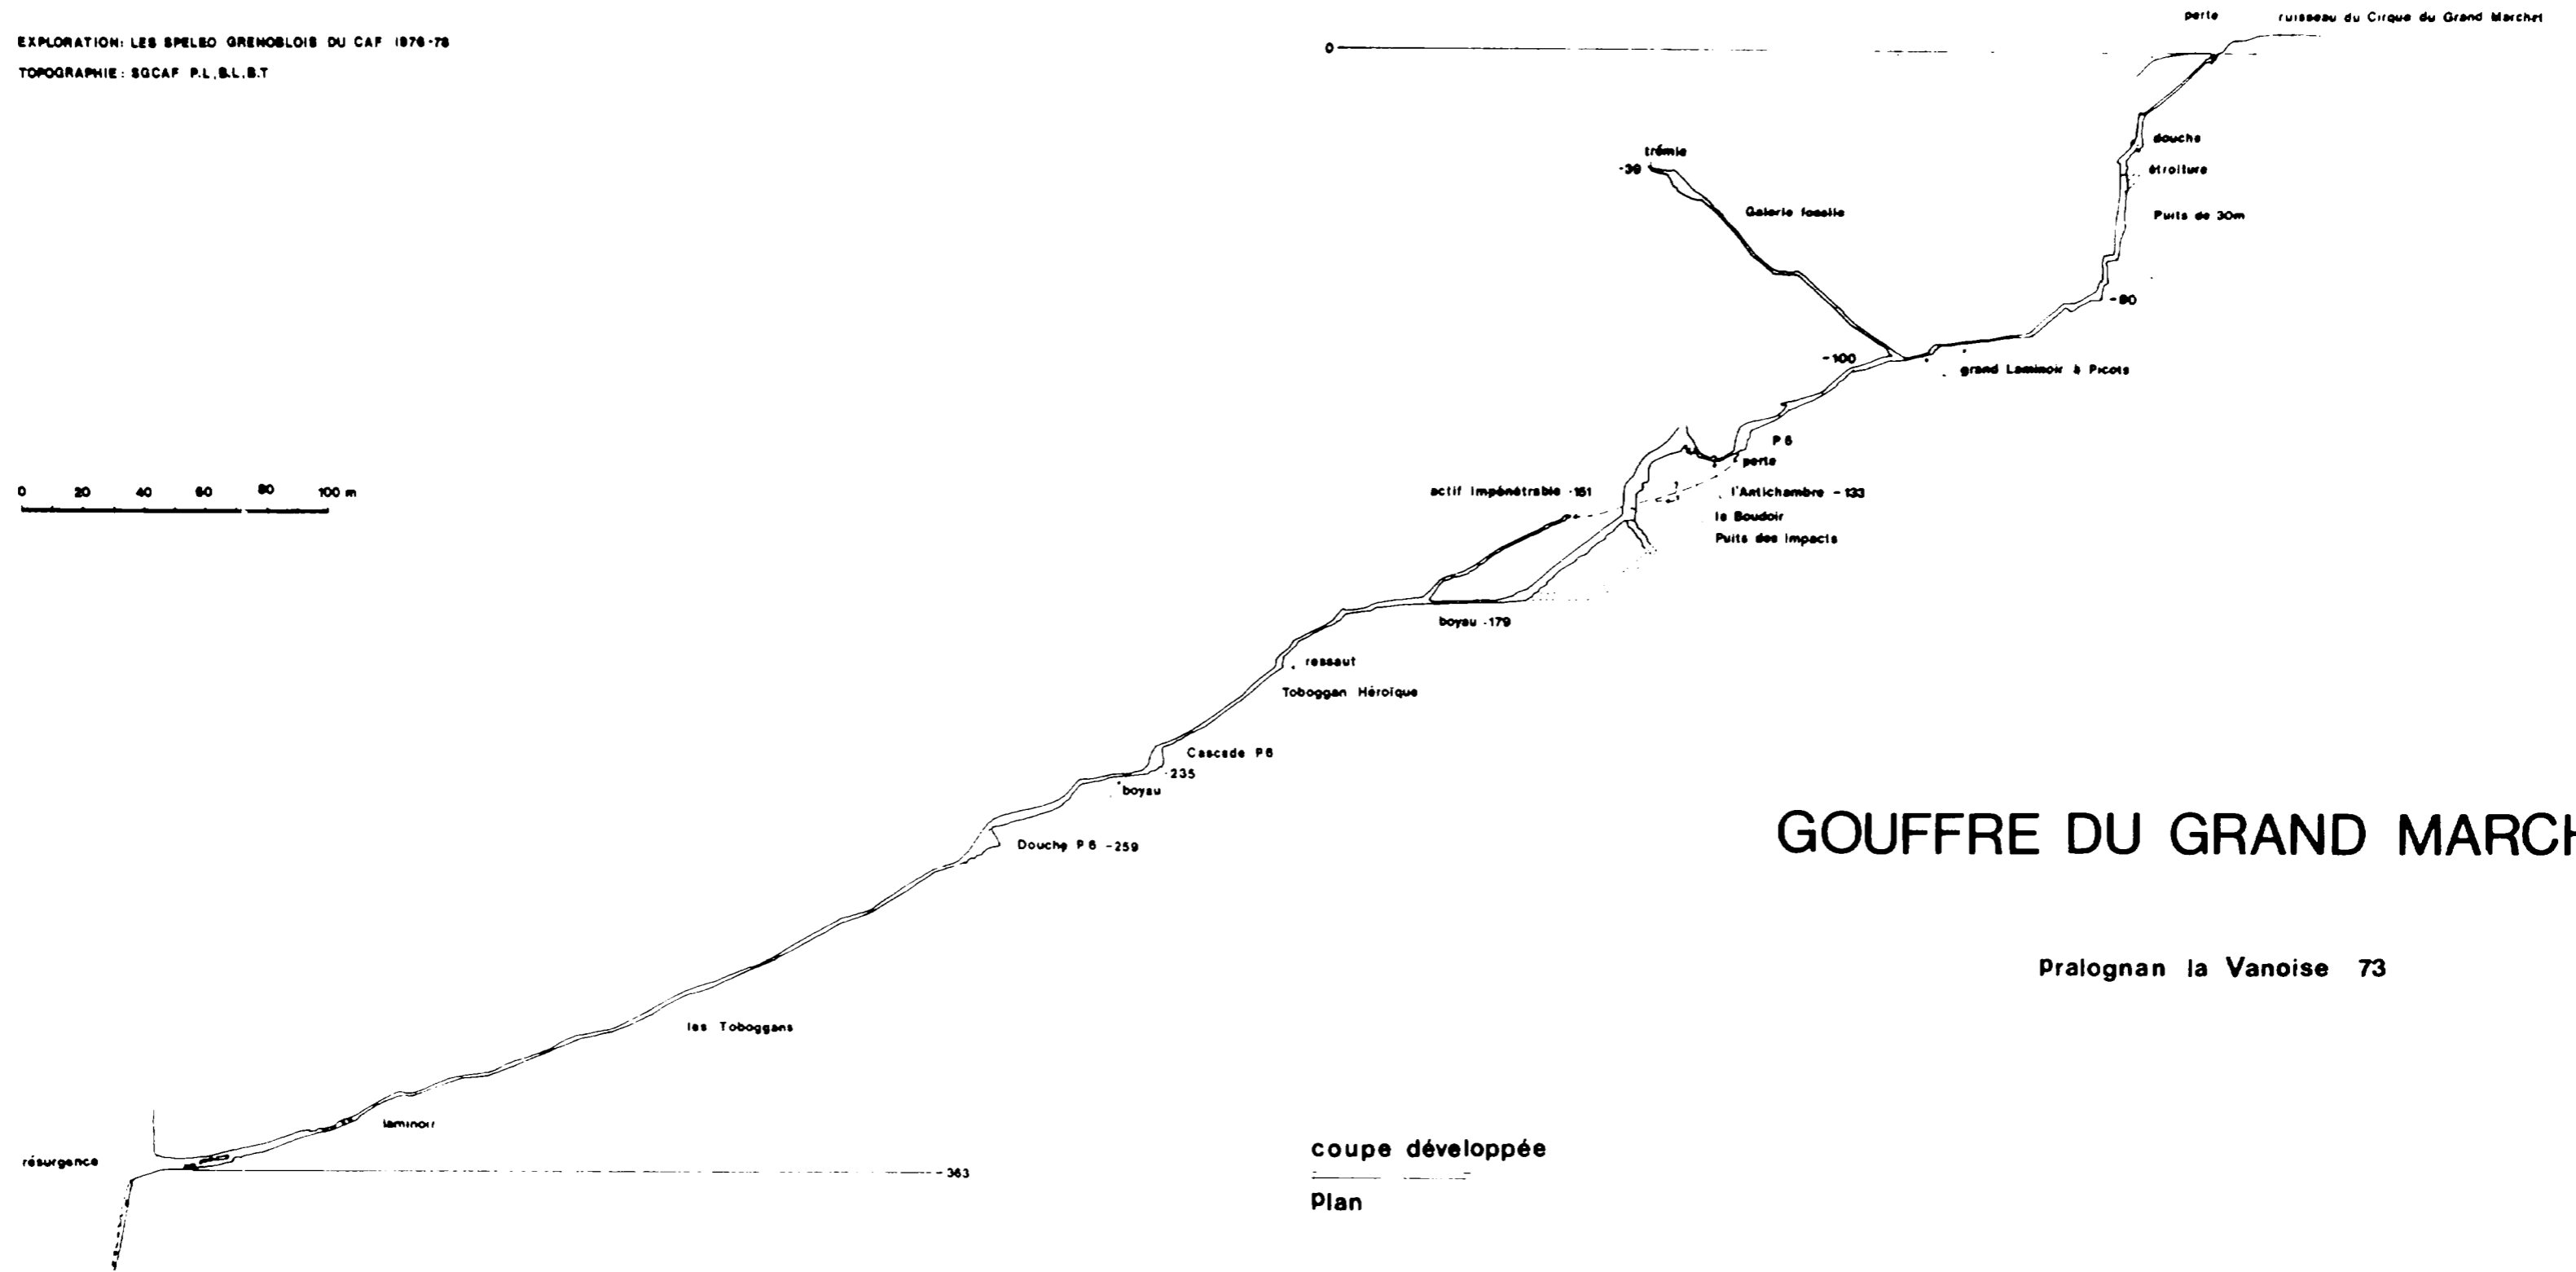 perte ruisseau du Cirque du Grand Marchet
EXPLORATION: LES SPELEO GRENOBLOIS DU CAF 1976-78
TOPOGRAPHIE: SGCAF P.L, B.L, B.T
0
douche
trémie
-39
étroiture
Galerie fossile
Puits de 30m
-80
-100
grand Laminoir à Picots
P 6
perte
0 20 40 60 80 100 m
actif impénétrable -151
l'Antichambre -133
le Boudoir
Puits des Impacts
boyau -179
ressaut
Toboggan Héroïque
Cascade P6
-235
boyau
GOUFFRE DU GRAND MARCH
Douche P 6 -259
Pralognan la Vanoise 73
les Toboggans
laminoir
coupe développée
résurgence
-363
Plan